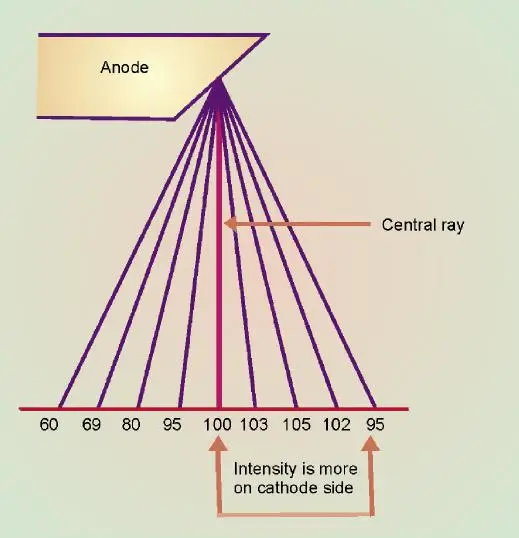 Anode
Central ray
60 69 80 95 100 103 105 102 95
Intensity is more
on cathode side